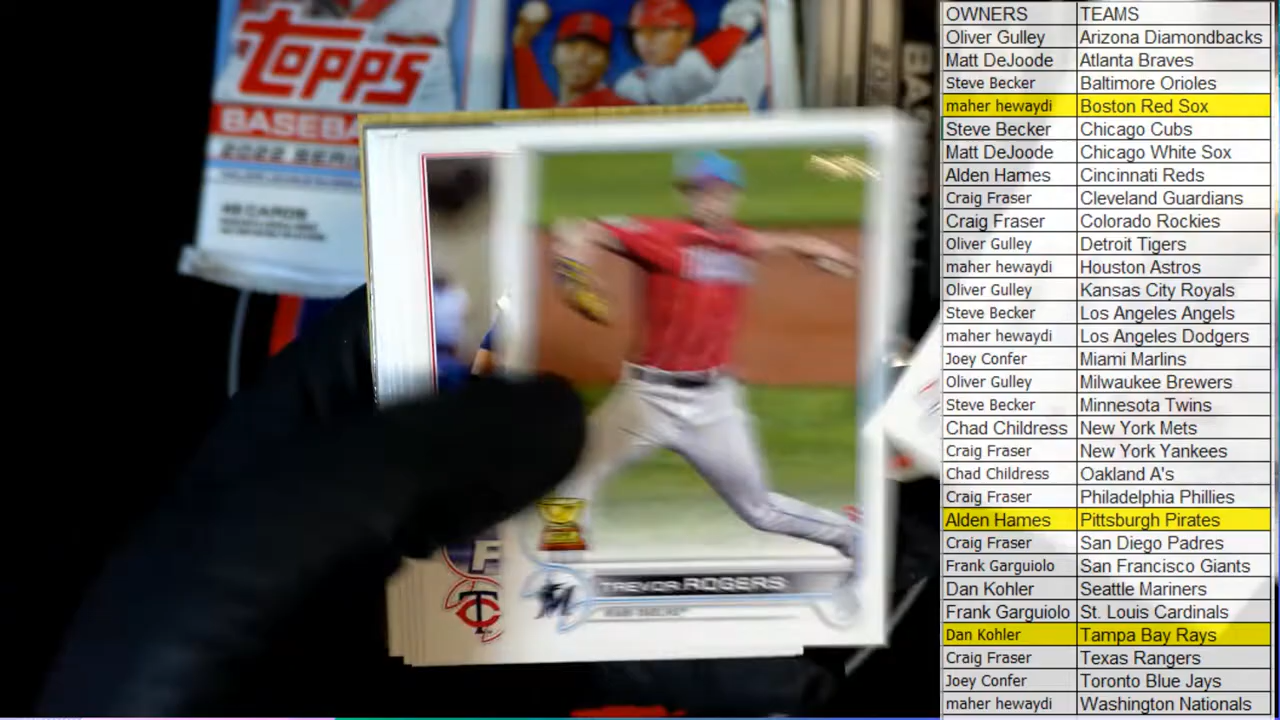 TOPPS
BASEBA
2022 SERI
TC
M
TREVOR ROGERS
OWNERS TEAMS
Oliver Gulley Arizona Diamondbacks
Matt DeJoode Atlanta Braves
Steve Becker Baltimore Orioles
maher hewaydi Boston Red Sox
Steve Becker Chicago Cubs
Matt DeJoode Chicago White Sox
Alden Hames Cincinnati Reds
Craig Fraser Cleveland Guardians
Craig Fraser Colorado Rockies
Oliver Gulley Detroit Tigers
maher hewaydi Houston Astros
Oliver Gulley Kansas City Royals
Steve Becker Los Angeles Angels
maher hewaydi Los Angeles Dodgers
Joey Confer Miami Marlins
Oliver Gulley Milwaukee Brewers
Steve Becker Minnesota Twins
Chad Childress New York Mets
Craig Fraser New York Yankees
Chad Childress Oakland A's
Craig Fraser Philadelphia Phillies
Alden Hames Pittsburgh Pirates
Craig Fraser San Diego Padres
Frank Garguiolo San Francisco Giants
Dan Kohler Seattle Mariners
Frank Garguiolo St. Louis Cardinals
Dan Kohler Tampa Bay Rays
Craig Fraser Texas Rangers
Joey Confer Toronto Blue Jays
maher hewaydi Washington Nationals